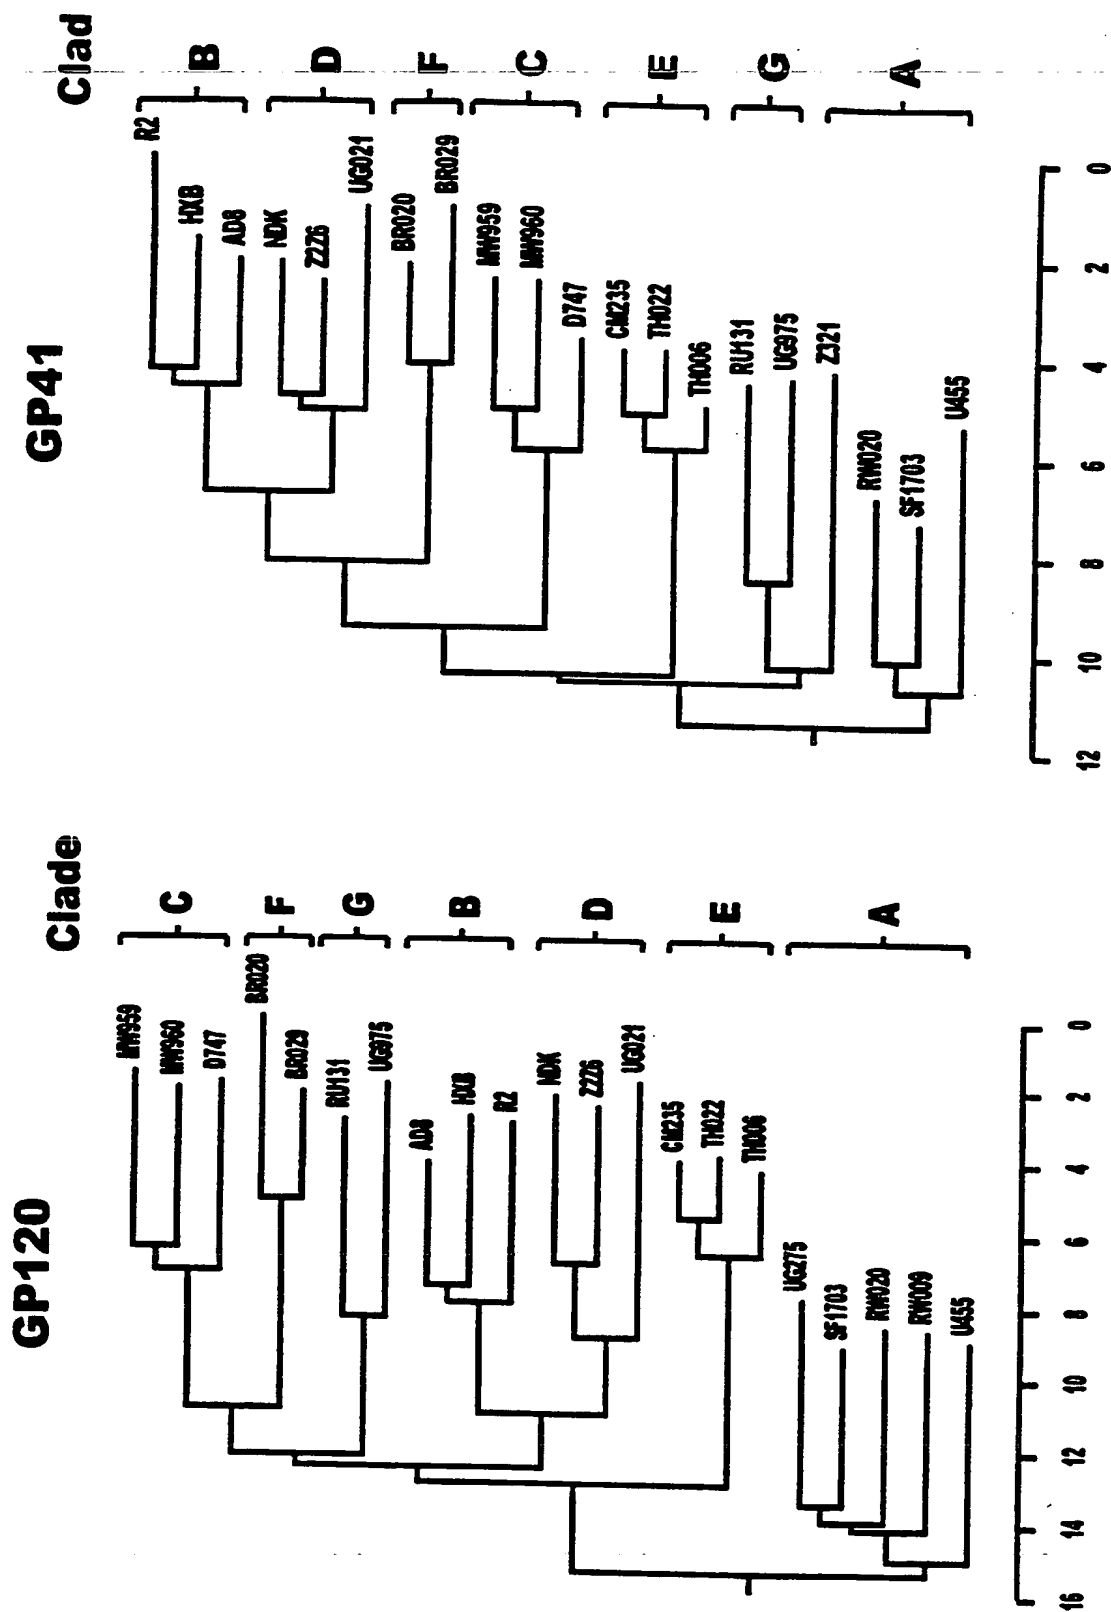 GP120
Clade
MW959
MW960
D747
C
BR020
BR029
F
RU131
UG975
G
AD8
HXB
R2
B
NDK
Z2Z6
UG021
D
CM235
TH022
TH006
E
UG275
SF1703
RW020
RW009
U455
A
16 14 12 10 8 6 4 2 0
GP41
Clad
R2
HXB
AD8
B
NDK
Z2Z6
UG021
D
BR020
BR029
F
MW959
MW960
D747
C
CM235
TH022
TH006
E
RU131
UG975
Z321
G
RW020
SF1703
U455
A
12 10 8 6 4 2 0